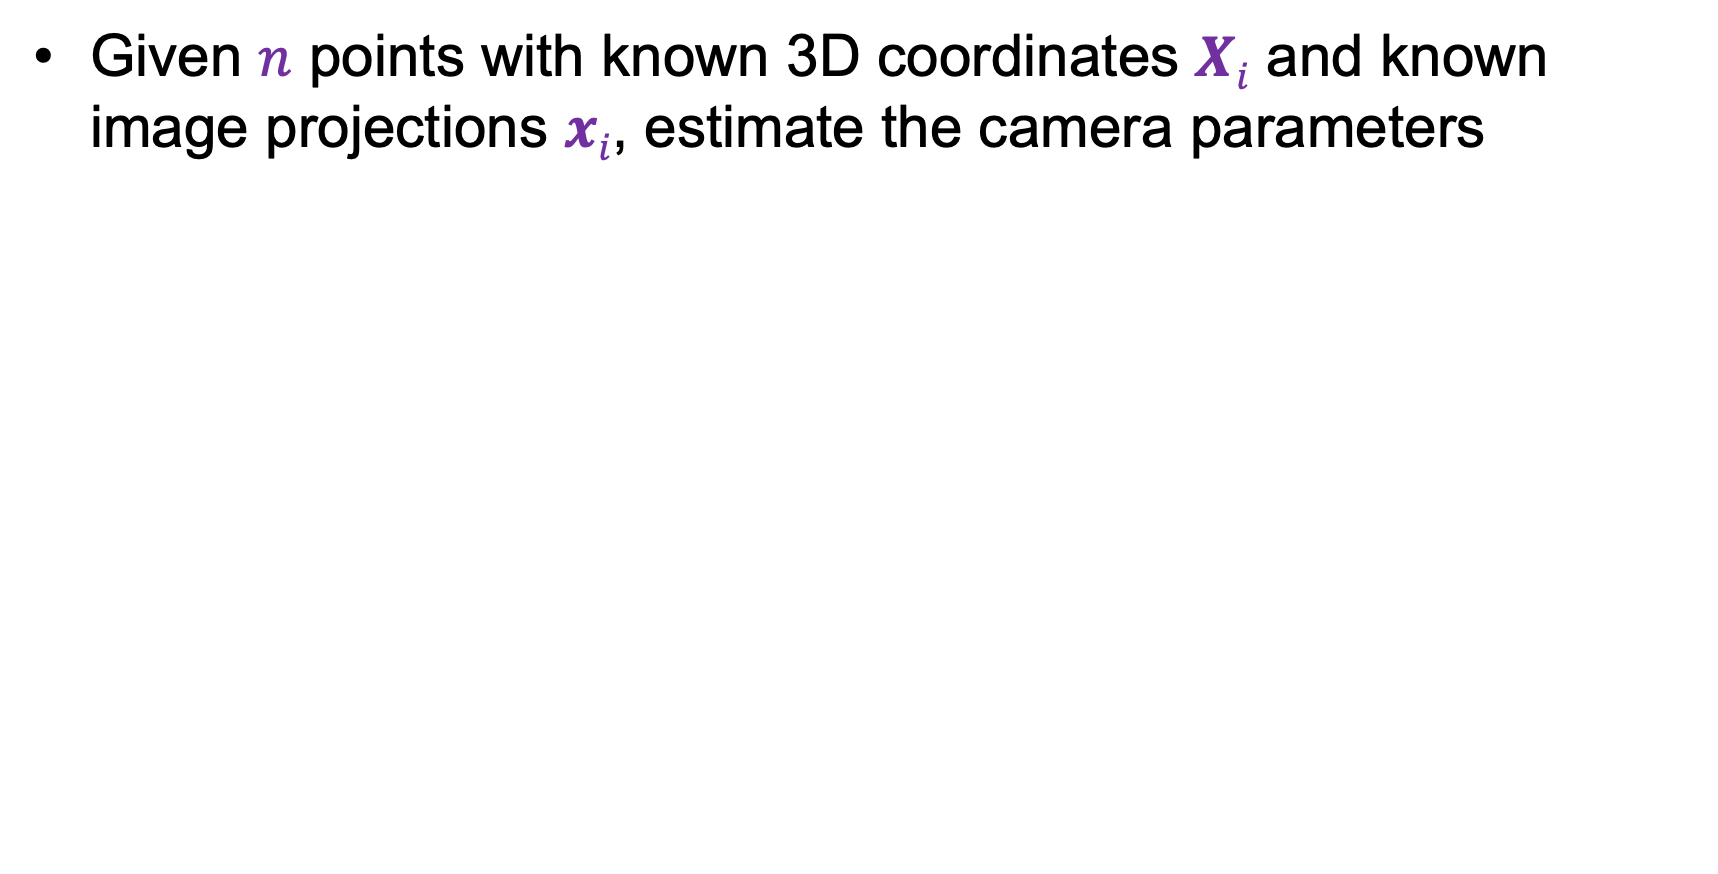 • Given n points with known 3D coordinates Xᵢ and known
image projections xᵢ, estimate the camera parameters